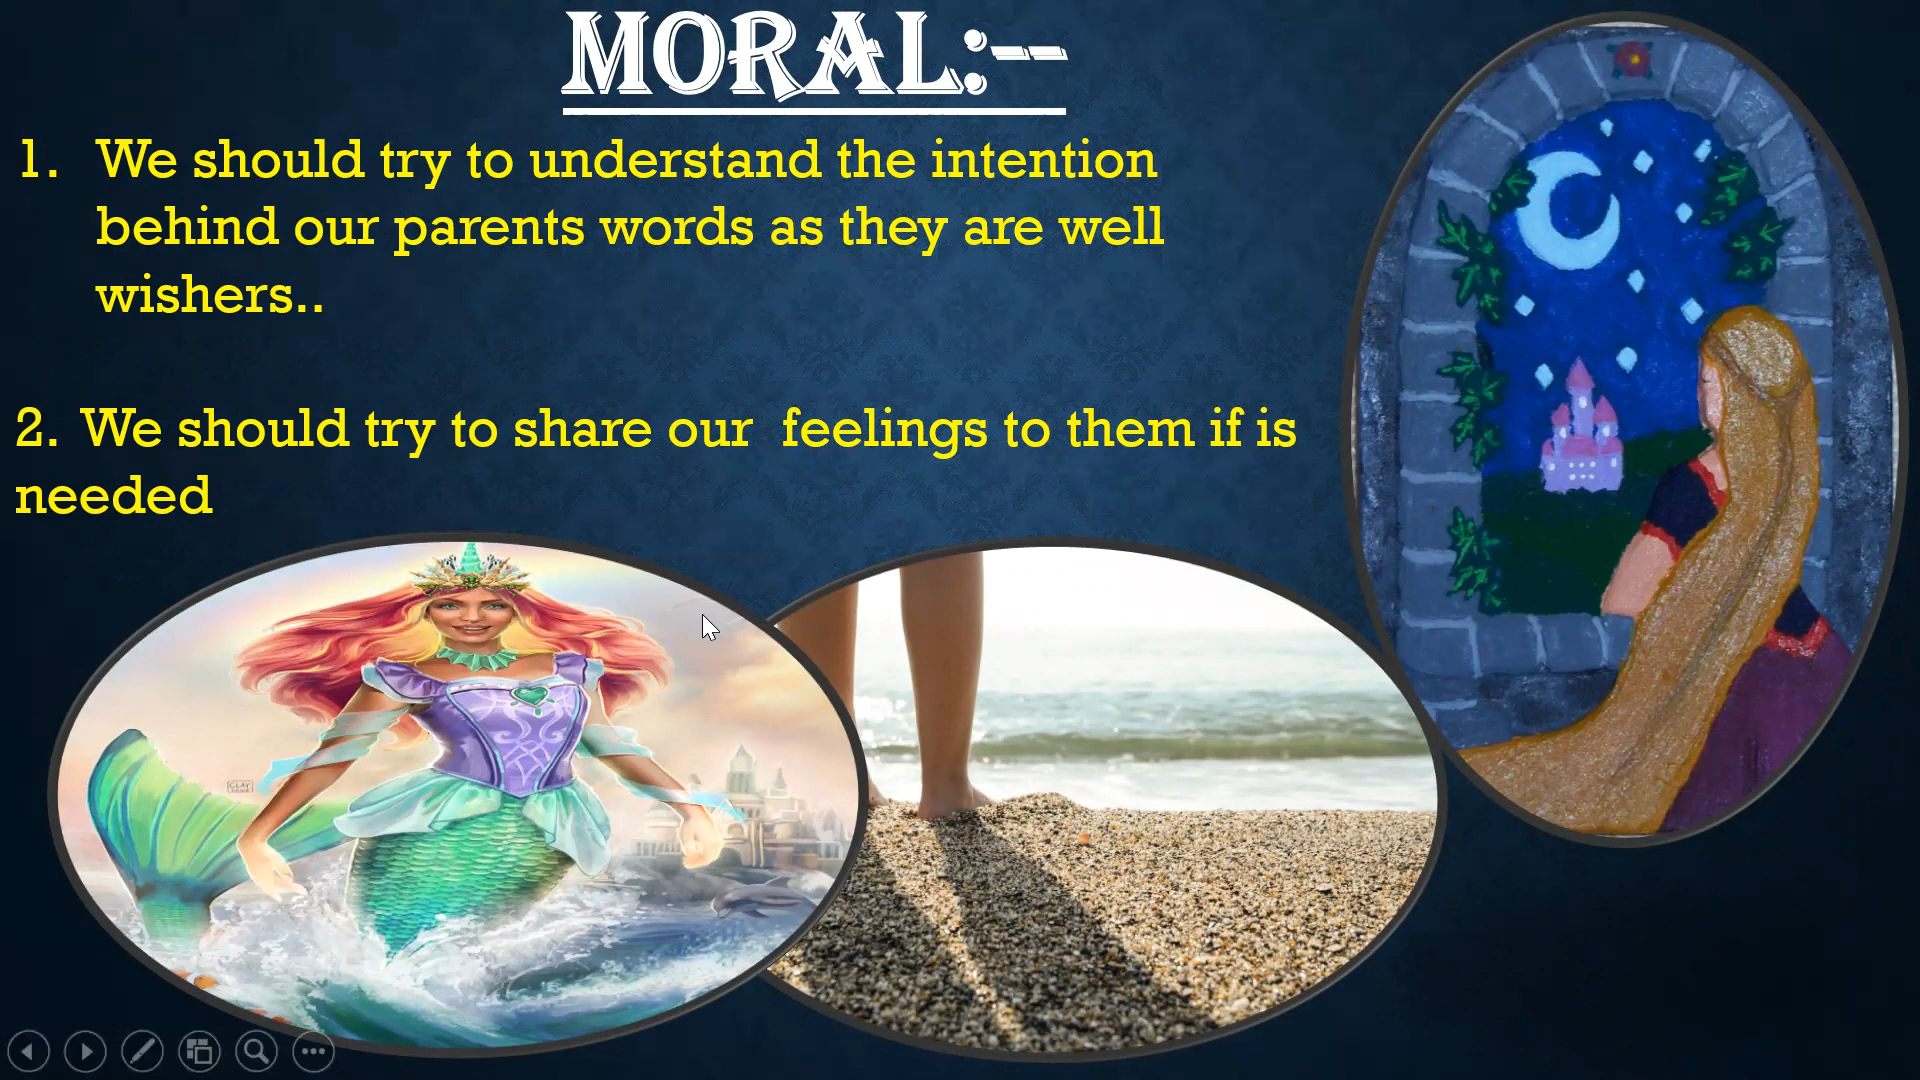 MORAL:--
1. We should try to understand the intention
behind our parents words as they are well
wishers..
2. We should try to share our feelings to them if is
needed
CLAY